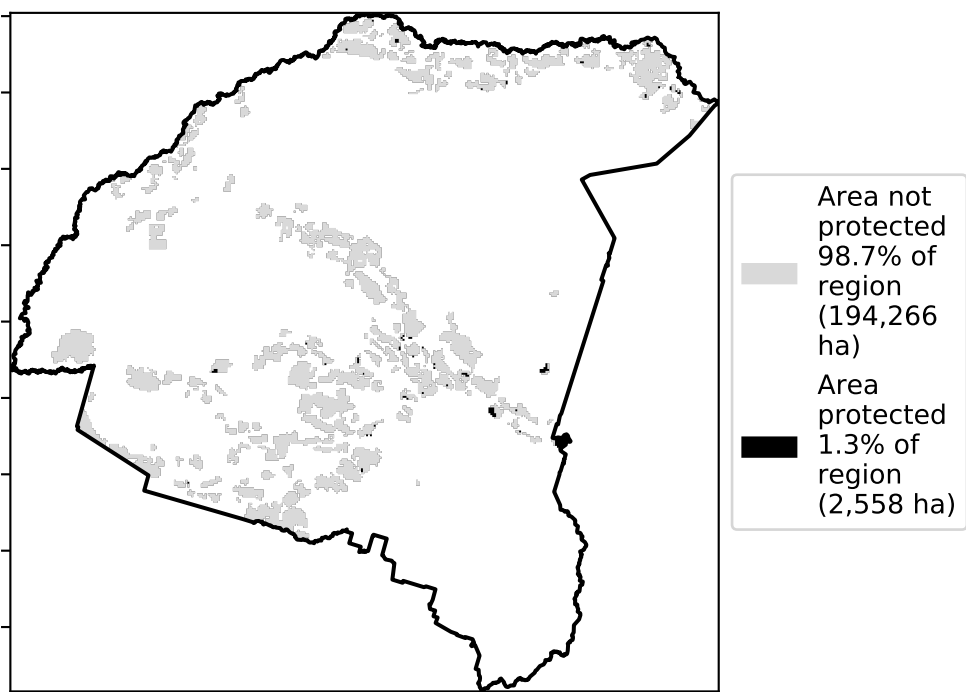 Area not
protected
98.7% of
region
(194,266
ha)
Area
protected
1.3% of
region
(2,558 ha)